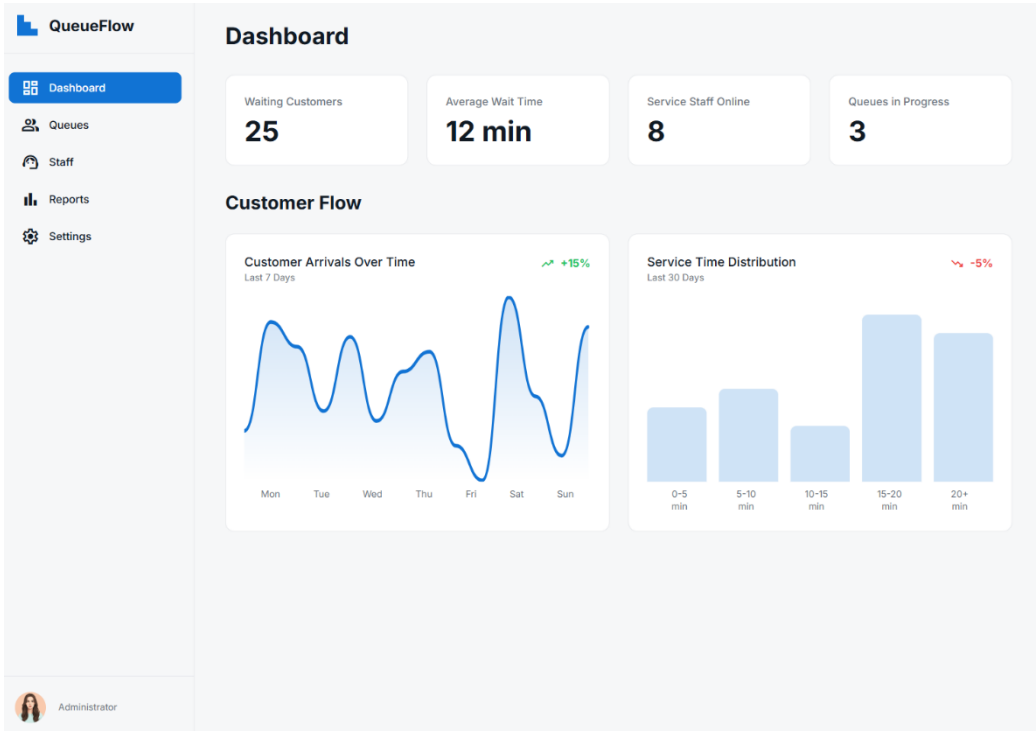 QueueFlow
Dashboard
Queues
Staff
Reports
Settings
Administrator
Dashboard
Waiting Customers
25
Average Wait Time
12 min
Service Staff Online
8
Queues in Progress
3
Customer Flow
Customer Arrivals Over Time
+15%
Last 7 Days
Mon Tue Wed Thu Fri Sat Sun
Service Time Distribution
-5%
Last 30 Days
0-5 min
5-10 min
10-15 min
15-20 min
20+ min